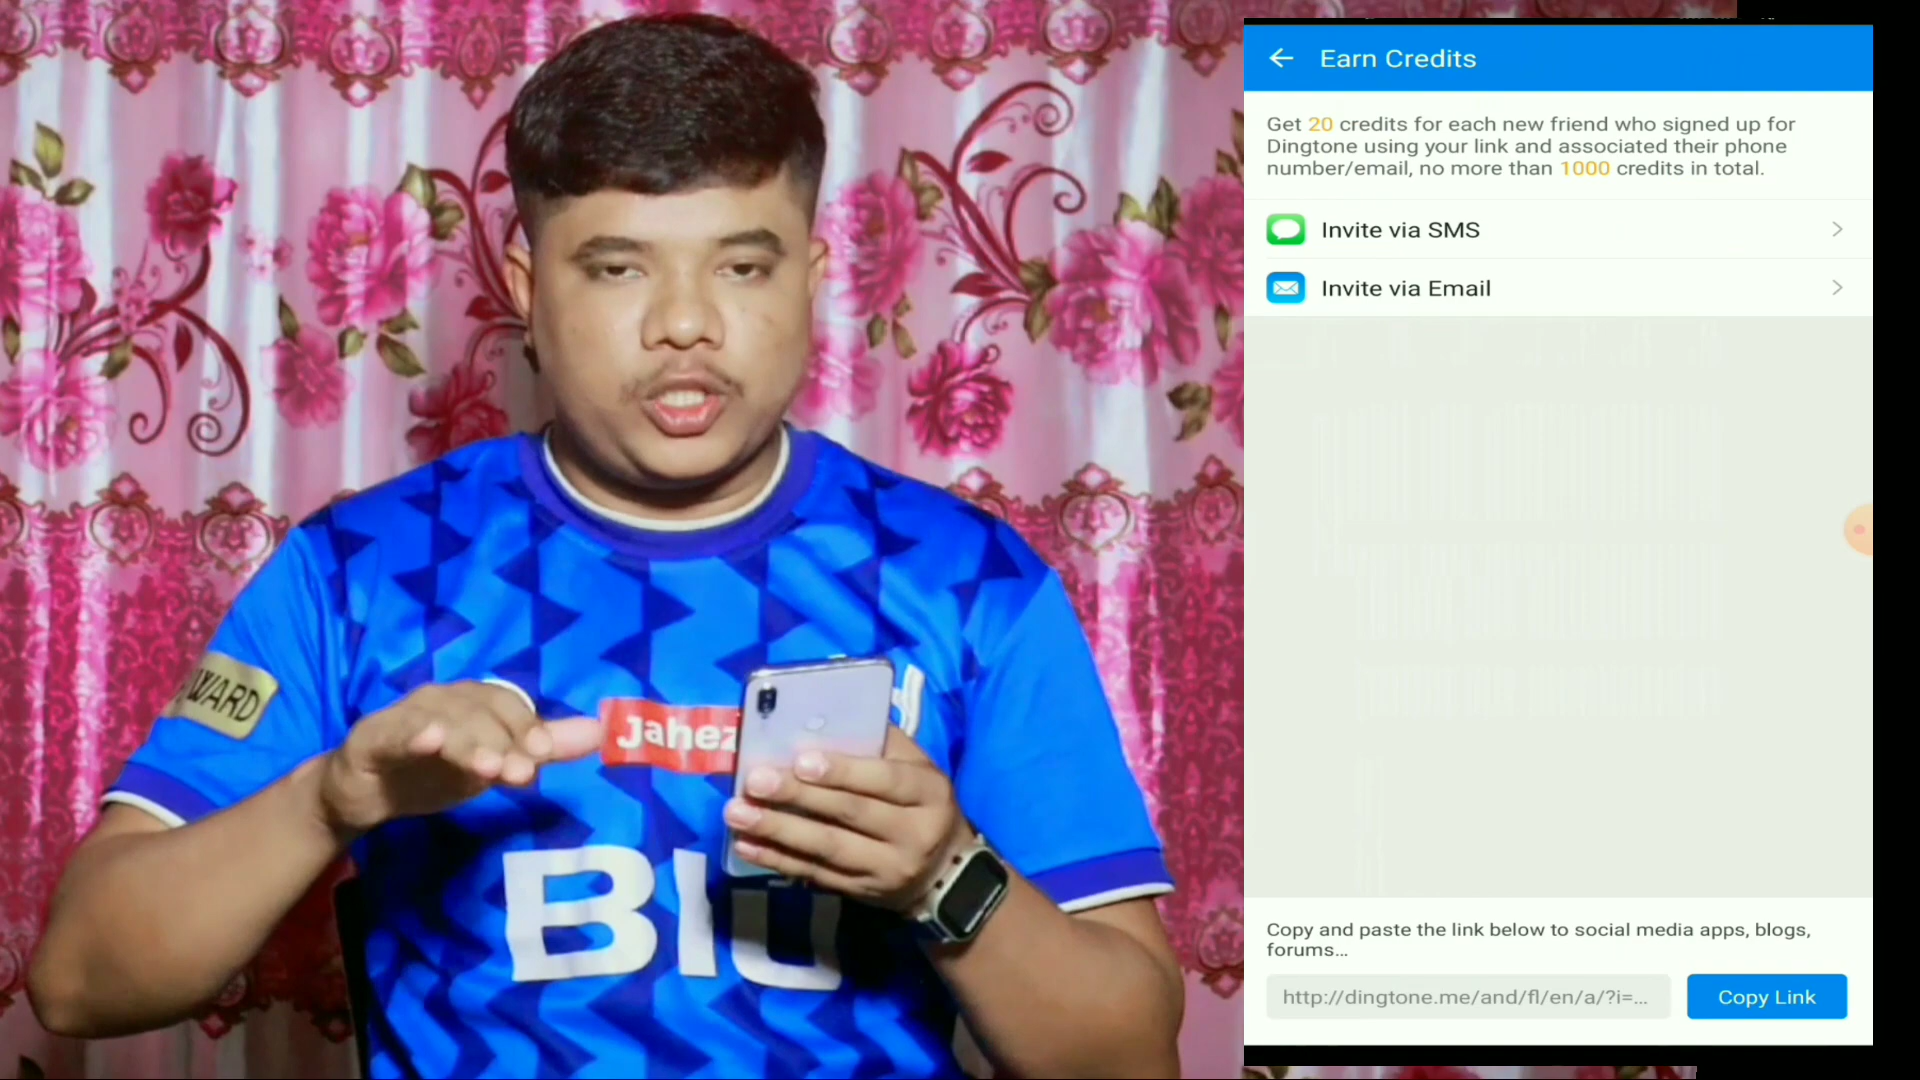 Earn Credits
Get 20 credits for each new friend who signed up for
Dingtone using your link and associated their phone
number/email, no more than 1000 credits in total.
Invite via SMS
Invite via Email
Copy and paste the link below to social media apps, blogs,
forums...
http://dingtone.me/and/fl/en/a/?i=...
Copy Link
WARD
Jahez
BLU